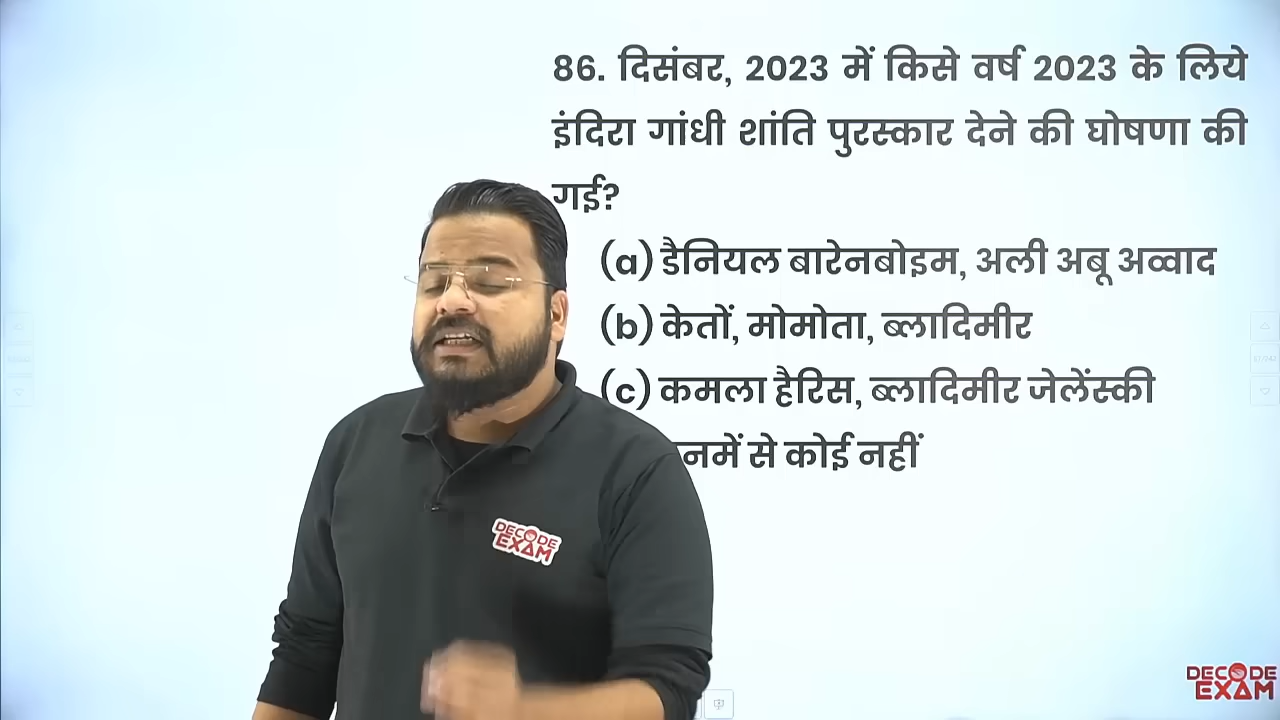 86. दिसंबर, 2023 में किसे वर्ष 2023 के लिये
इंदिरा गांधी शांति पुरस्कार देने की घोषणा की
गई?
(a) डैनियल बारेनबोइम, अली अबू अव्वाद
(b) केतों, मोमोता, ब्लादिमीर
(c) कमला हैरिस, ब्लादिमीर जेलेंस्की
नमें से कोई नहीं
DECODE
EXAM
DECODE
EXAM